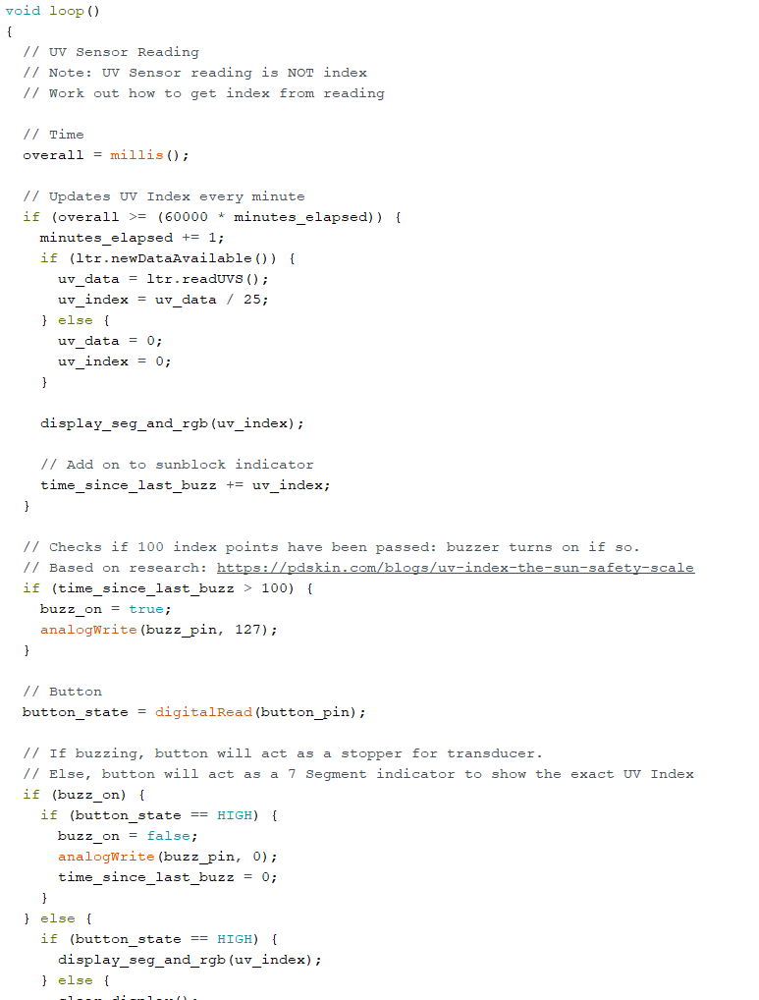 void loop()
{
  // UV Sensor Reading
  // Note: UV Sensor reading is NOT index
  // Work out how to get index from reading

  // Time
  overall = millis();

  // Updates UV Index every minute
  if (overall >= (60000 * minutes_elapsed)) {
    minutes_elapsed += 1;
    if (ltr.newDataAvailable()) {
      uv_data = ltr.readUVS();
      uv_index = uv_data / 25;
    } else {
      uv_data = 0;
      uv_index = 0;
    }

    display_seg_and_rgb(uv_index);

    // Add on to sunblock indicator
    time_since_last_buzz += uv_index;
  }

  // Checks if 100 index points have been passed: buzzer turns on if so.
  // Based on research: https://pdskin.com/blogs/uv-index-the-sun-safety-scale
  if (time_since_last_buzz > 100) {
    buzz_on = true;
    analogWrite(buzz_pin, 127);
  }

  // Button
  button_state = digitalRead(button_pin);

  // If buzzing, button will act as a stopper for transducer.
  // Else, button will act as a 7 Segment indicator to show the exact UV Index
  if (buzz_on) {
    if (button_state == HIGH) {
      buzz_on = false;
      analogWrite(buzz_pin, 0);
      time_since_last_buzz = 0;
    }
  } else {
    if (button_state == HIGH) {
      display_seg_and_rgb(uv_index);
    } else {